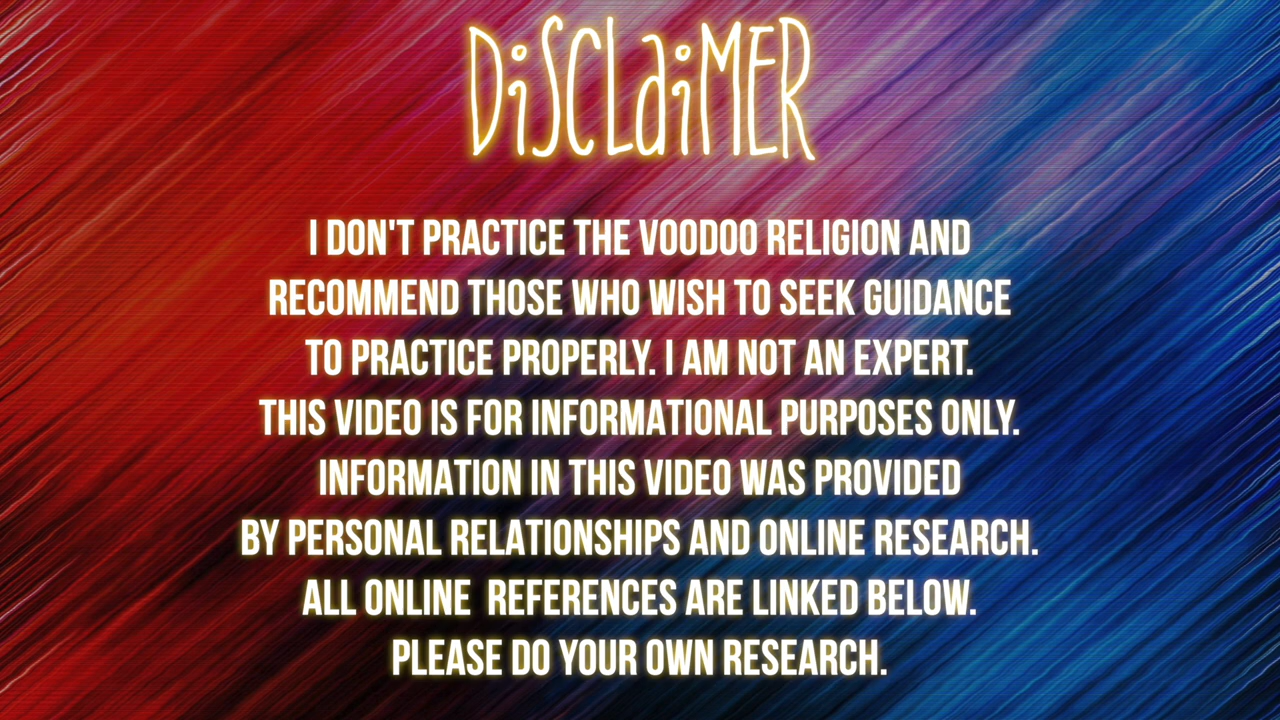 DiSCLaiMER
I DON'T PRACTICE THE VOODOO RELIGION AND
RECOMMEND THOSE WHO WISH TO SEEK GUIDANCE
TO PRACTICE PROPERLY. I AM NOT AN EXPERT.
THIS VIDEO IS FOR INFORMATIONAL PURPOSES ONLY.
INFORMATION IN THIS VIDEO WAS PROVIDED
BY PERSONAL RELATIONSHIPS AND ONLINE RESEARCH.
ALL ONLINE REFERENCES ARE LINKED BELOW.
PLEASE DO YOUR OWN RESEARCH.